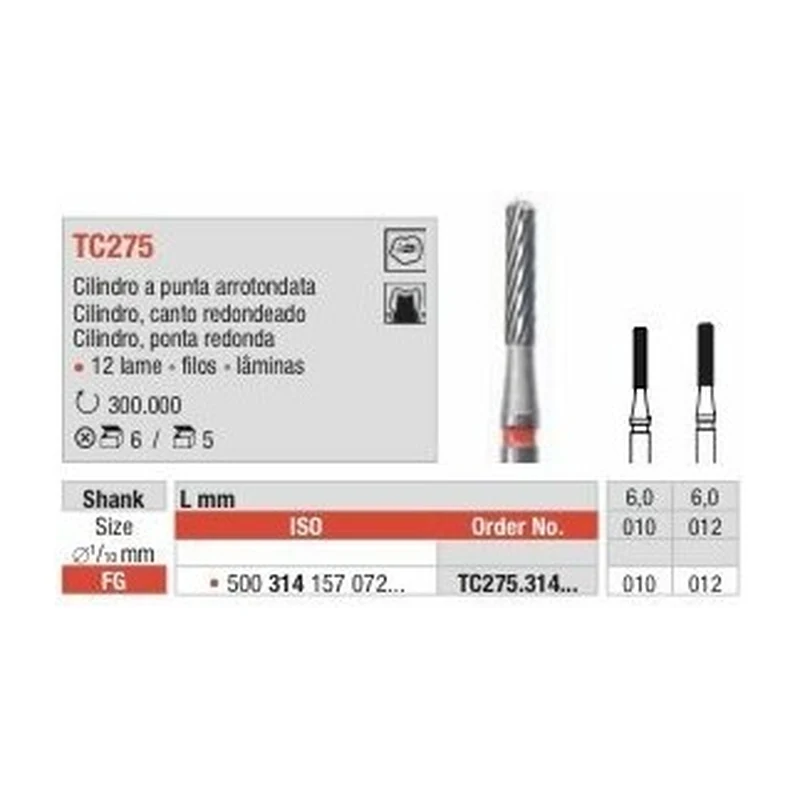 TC275
Cilindro a punta arrotondata
Cilindro, canto redondeado
Cilindro, ponta redonda
• 12 lame - filos - lâminas
300.000
6 / 5
Shank L mm 6,0 6,0
Size ISO Order No. 010 012
∅¹/₁₀ mm
FG • 500 314 157 072... TC275.314... 010 012